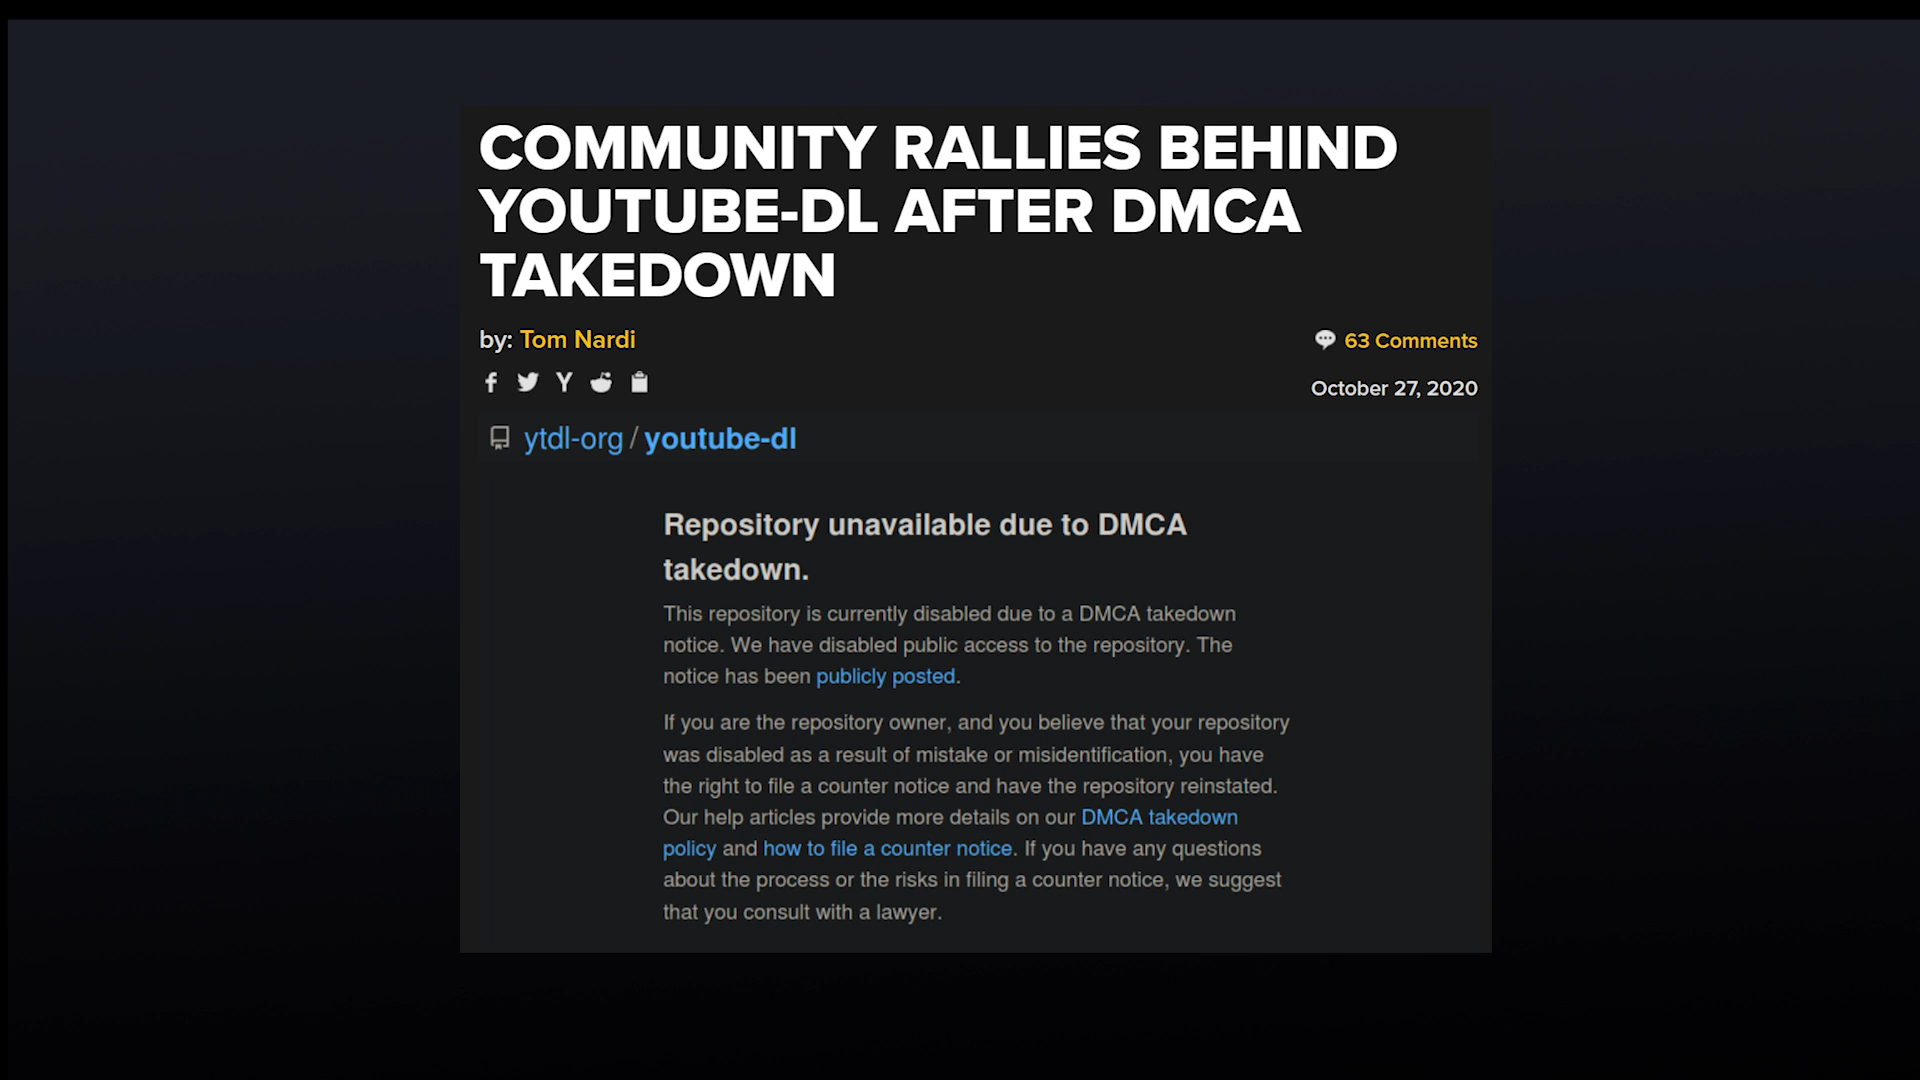 COMMUNITY RALLIES BEHIND
YOUTUBE-DL AFTER DMCA
TAKEDOWN
by: Tom Nardi
63 Comments
October 27, 2020
ytdl-org / youtube-dl
Repository unavailable due to DMCA
takedown.
This repository is currently disabled due to a DMCA takedown
notice. We have disabled public access to the repository. The
notice has been publicly posted.
If you are the repository owner, and you believe that your repository
was disabled as a result of mistake or misidentification, you have
the right to file a counter notice and have the repository reinstated.
Our help articles provide more details on our DMCA takedown
policy and how to file a counter notice. If you have any questions
about the process or the risks in filing a counter notice, we suggest
that you consult with a lawyer.